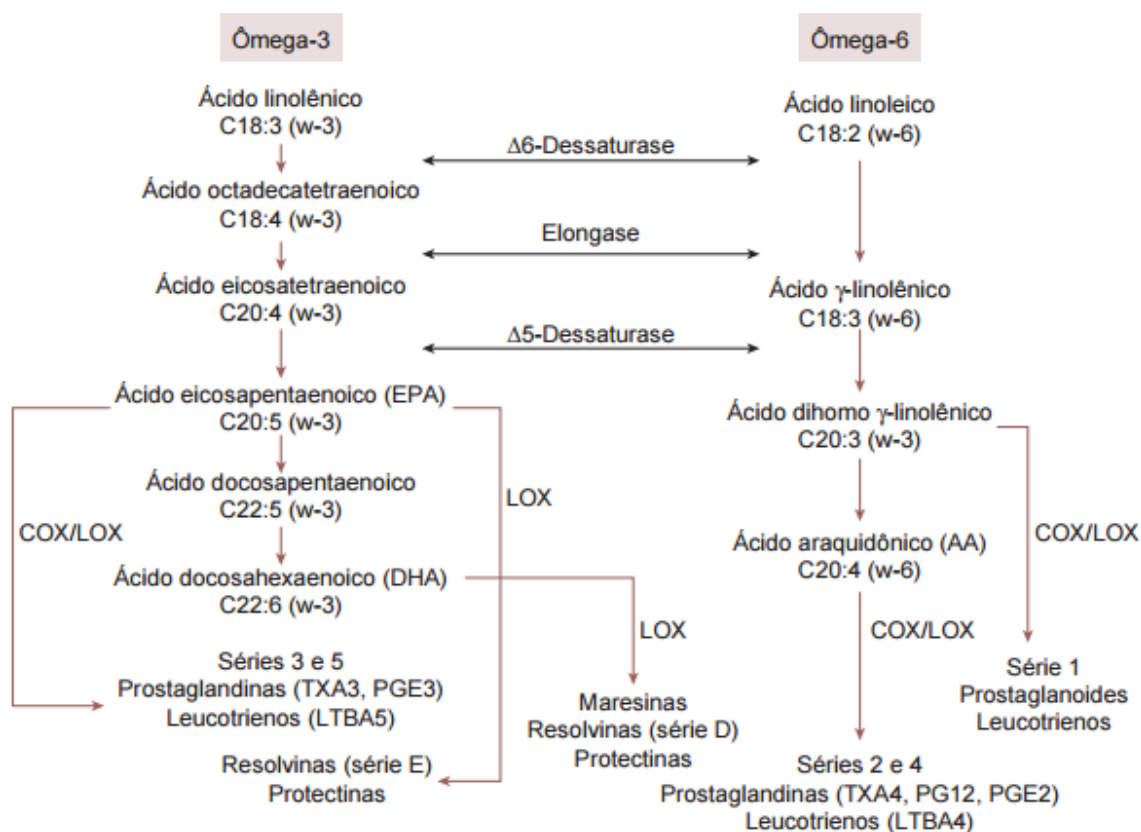 Ômega-3
Ômega-6
Ácido linolênico
C18:3 (w-3)
Ácido linoleico
C18:2 (w-6)
Δ6-Dessaturase
Ácido octadecatetraenoico
C18:4 (w-3)
Elongase
Ácido eicosatetraenoico
C20:4 (w-3)
Ácido γ-linolênico
C18:3 (w-6)
Δ5-Dessaturase
Ácido eicosapentaenoico (EPA)
C20:5 (w-3)
Ácido dihomo γ-linolênico
C20:3 (w-3)
Ácido docosapentaenoico
C22:5 (w-3)
LOX
COX/LOX
COX/LOX
Ácido araquidônico (AA)
C20:4 (w-6)
Ácido docosahexaenoico (DHA)
C22:6 (w-3)
LOX
COX/LOX
Séries 3 e 5
Prostaglandinas (TXA3, PGE3)
Leucotrienos (LTBA5)
Série 1
Prostaglanoides
Leucotrienos
Maresinas
Resolvinas (série D)
Protectinas
Resolvinas (série E)
Protectinas
Séries 2 e 4
Prostaglandinas (TXA4, PG12, PGE2)
Leucotrienos (LTBA4)